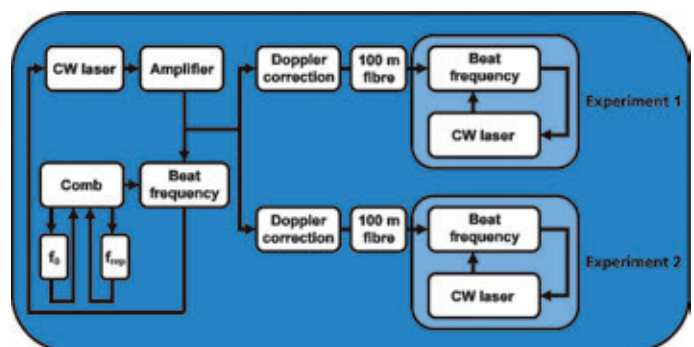 CW laser
Amplifier
Doppler
correction
100 m
fibre
Beat
frequency
CW laser
Experiment 1
Comb
Beat
frequency
f₀
frep
Doppler
correction
100 m
fibre
Beat
frequency
CW laser
Experiment 2